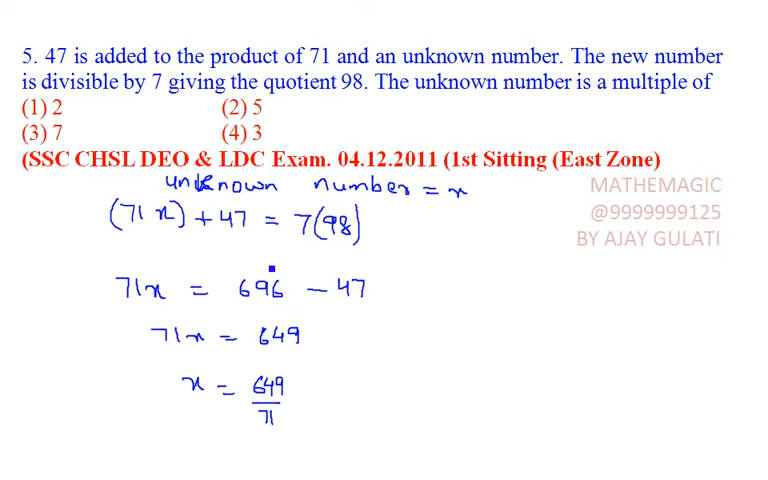 5. 47 is added to the product of 71 and an unknown number. The new number
is divisible by 7 giving the quotient 98. The unknown number is a multiple of
(1) 2 (2) 5
(3) 7 (4) 3
(SSC CHSL DEO & LDC Exam. 04.12.2011 (1st Sitting (East Zone)
unknown number = x
MATHEMAGIC
@9999999125
BY AJAY GULATI
(71 x) + 47 = 7(98)
71x = 696 - 47
71x = 649
x = 649/71